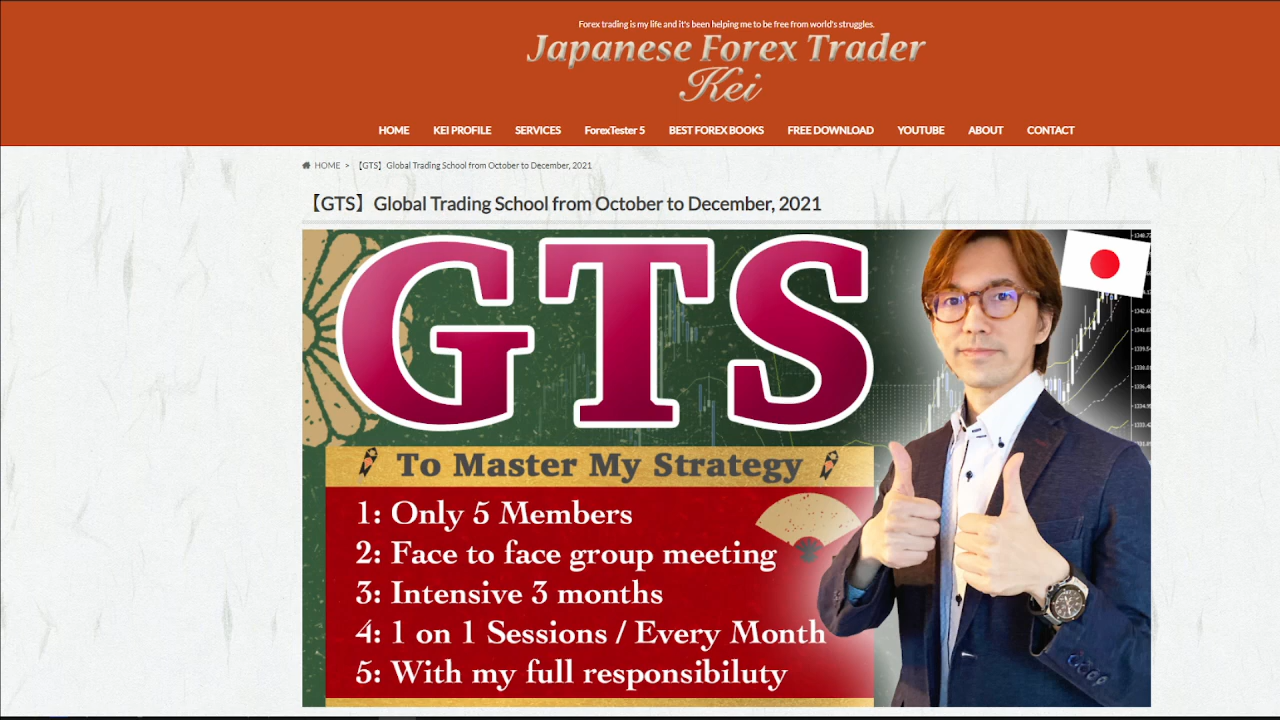 Forex trading is my life and it's been helping me to be free from world's struggles.
Japanese Forex Trader
Kei
HOME KEI PROFILE SERVICES ForexTester 5 BEST FOREX BOOKS FREE DOWNLOAD YOUTUBE ABOUT CONTACT
HOME > 【GTS】Global Trading School from October to December, 2021
【GTS】Global Trading School from October to December, 2021
GTS
To Master My Strategy
1: Only 5 Members
2: Face to face group meeting
3: Intensive 3 months
4: 1 on 1 Sessions / Every Month
5: With my full responsibiluty